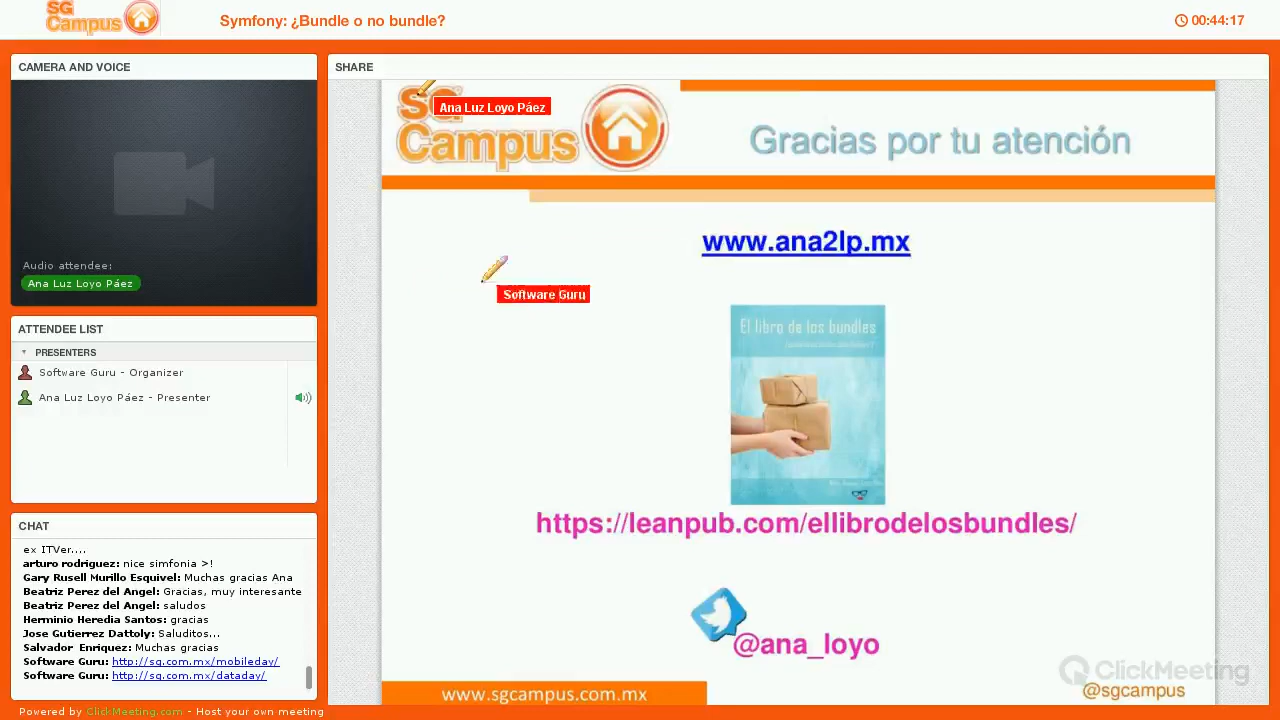 SG
Campus
Symfony: ¿Bundle o no bundle?
00:44:17
CAMERA AND VOICE
Audio attendee:
Ana Luz Loyo Páez
ATTENDEE LIST
PRESENTERS
Software Guru - Organizer
Ana Luz Loyo Páez - Presenter
CHAT
ex ITVer....
arturo rodriguez: nice simfonia >!
Gary Rusell Murillo Esquivel: Muchas gracias Ana
Beatriz Perez del Angel: Gracias, muy interesante
Beatriz Perez del Angel: saludos
Herminio Heredia Santos: gracias
Jose Gutierrez Dattoly: Saluditos...
Salvador Enriquez: Muchas gracias
Software Guru: http://sg.com.mx/mobileday/
Software Guru: http://sg.com.mx/dataday/
SHARE
SG
Ana Luz Loyo Páez
Campus
Gracias por tu atención
www.ana2lp.mx
Software Guru
El libro de los bundles
https://leanpub.com/ellibrodelosbundles/
@ana_loyo
ClickMeeting
@sgcampus
www.sgcampus.com.mx
Powered by ClickMeeting.com - Host your own meeting